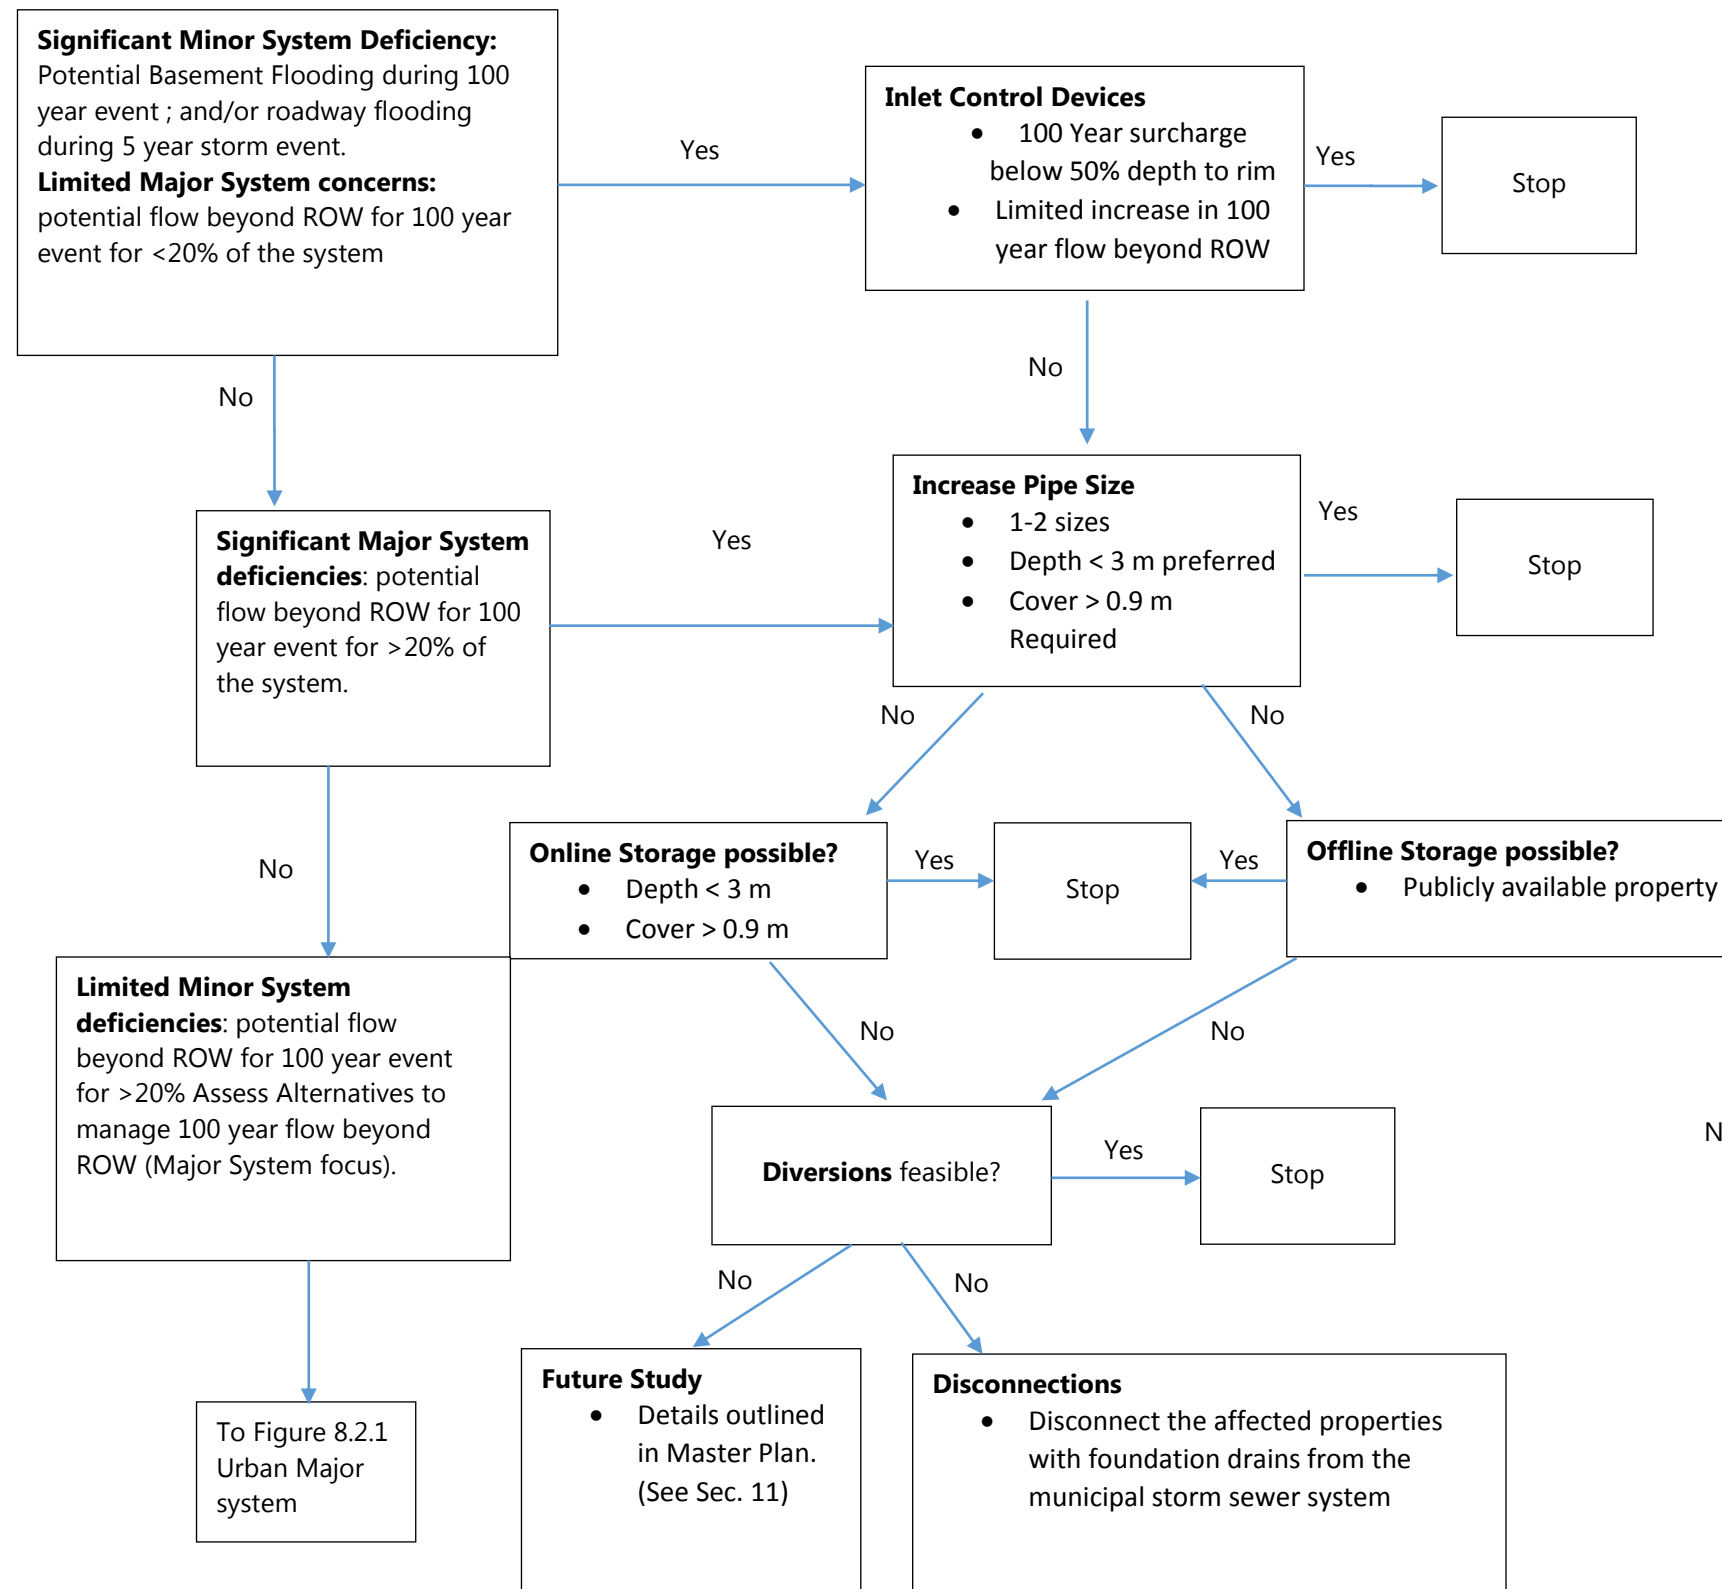 Significant Minor System Deficiency:
Potential Basement Flooding during 100
year event ; and/or roadway flooding
during 5 year storm event.
Limited Major System concerns:
potential flow beyond ROW for 100 year
event for <20% of the system
Yes
Inlet Control Devices
• 100 Year surcharge
below 50% depth to rim
• Limited increase in 100
year flow beyond ROW
Yes
Stop
No
No
Significant Major System
deficiencies: potential
flow beyond ROW for 100
year event for >20% of
the system.
Yes
Increase Pipe Size
• 1-2 sizes
• Depth < 3 m preferred
• Cover > 0.9 m
Required
Yes
Stop
No
No
No
Online Storage possible?
• Depth < 3 m
• Cover > 0.9 m
Yes
Stop
Yes
Offline Storage possible?
• Publicly available property
Limited Minor System
deficiencies: potential flow
beyond ROW for 100 year event
for >20% Assess Alternatives to
manage 100 year flow beyond
ROW (Major System focus).
No
No
Diversions feasible?
Yes
Stop
N
No
No
To Figure 8.2.1
Urban Major
system
Future Study
• Details outlined
in Master Plan.
(See Sec. 11)
Disconnections
• Disconnect the affected properties
with foundation drains from the
municipal storm sewer system